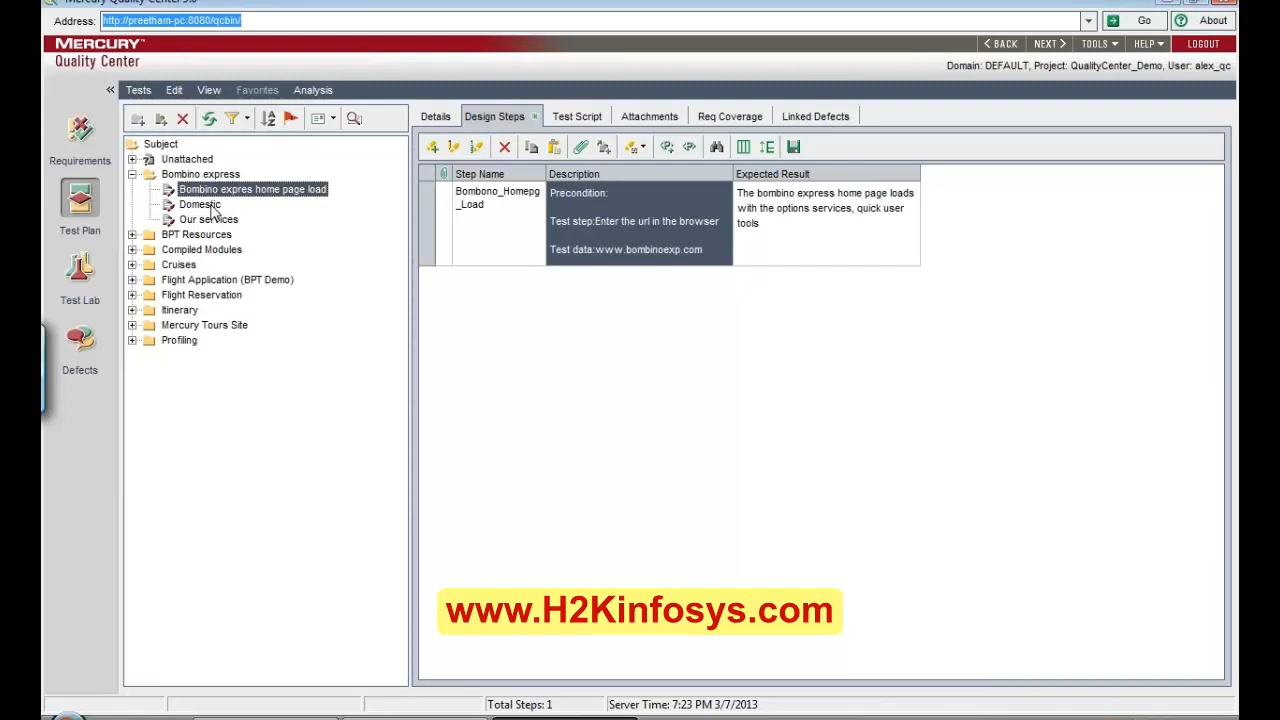 Mercury Quality Center 9.0
Address: http://preetham-pc:8080/qcbin/ Go About
MERCURY™
Quality Center
BACK NEXT TOOLS HELP LOGOUT
Domain: DEFAULT, Project: QualityCenter_Demo, User: alex_qc
Tests Edit View Favorites Analysis
Requirements
Test Plan
Test Lab
Defects
Subject
Unattached
Bombino express
Bombino expres home page load
Domestic
Our services
BPT Resources
Compiled Modules
Cruises
Flight Application (BPT Demo)
Flight Reservation
Itinerary
Mercury Tours Site
Profiling
Details Design Steps Test Script Attachments Req Coverage Linked Defects
Step Name Description Expected Result
Bombono_Homepg
_Load
Precondition:
Test step:Enter the url in the browser
Test data:www.bombinoexp.com
The bombino express home page loads
with the options services, quick user
tools
www.H2Kinfosys.com
Total Steps: 1 Server Time: 7:23 PM 3/7/2013